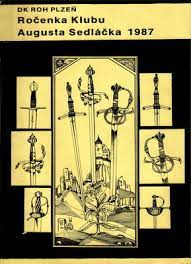 DK ROH PLZEŇ
Ročenka Klubu
Augusta Sedláčka 1987